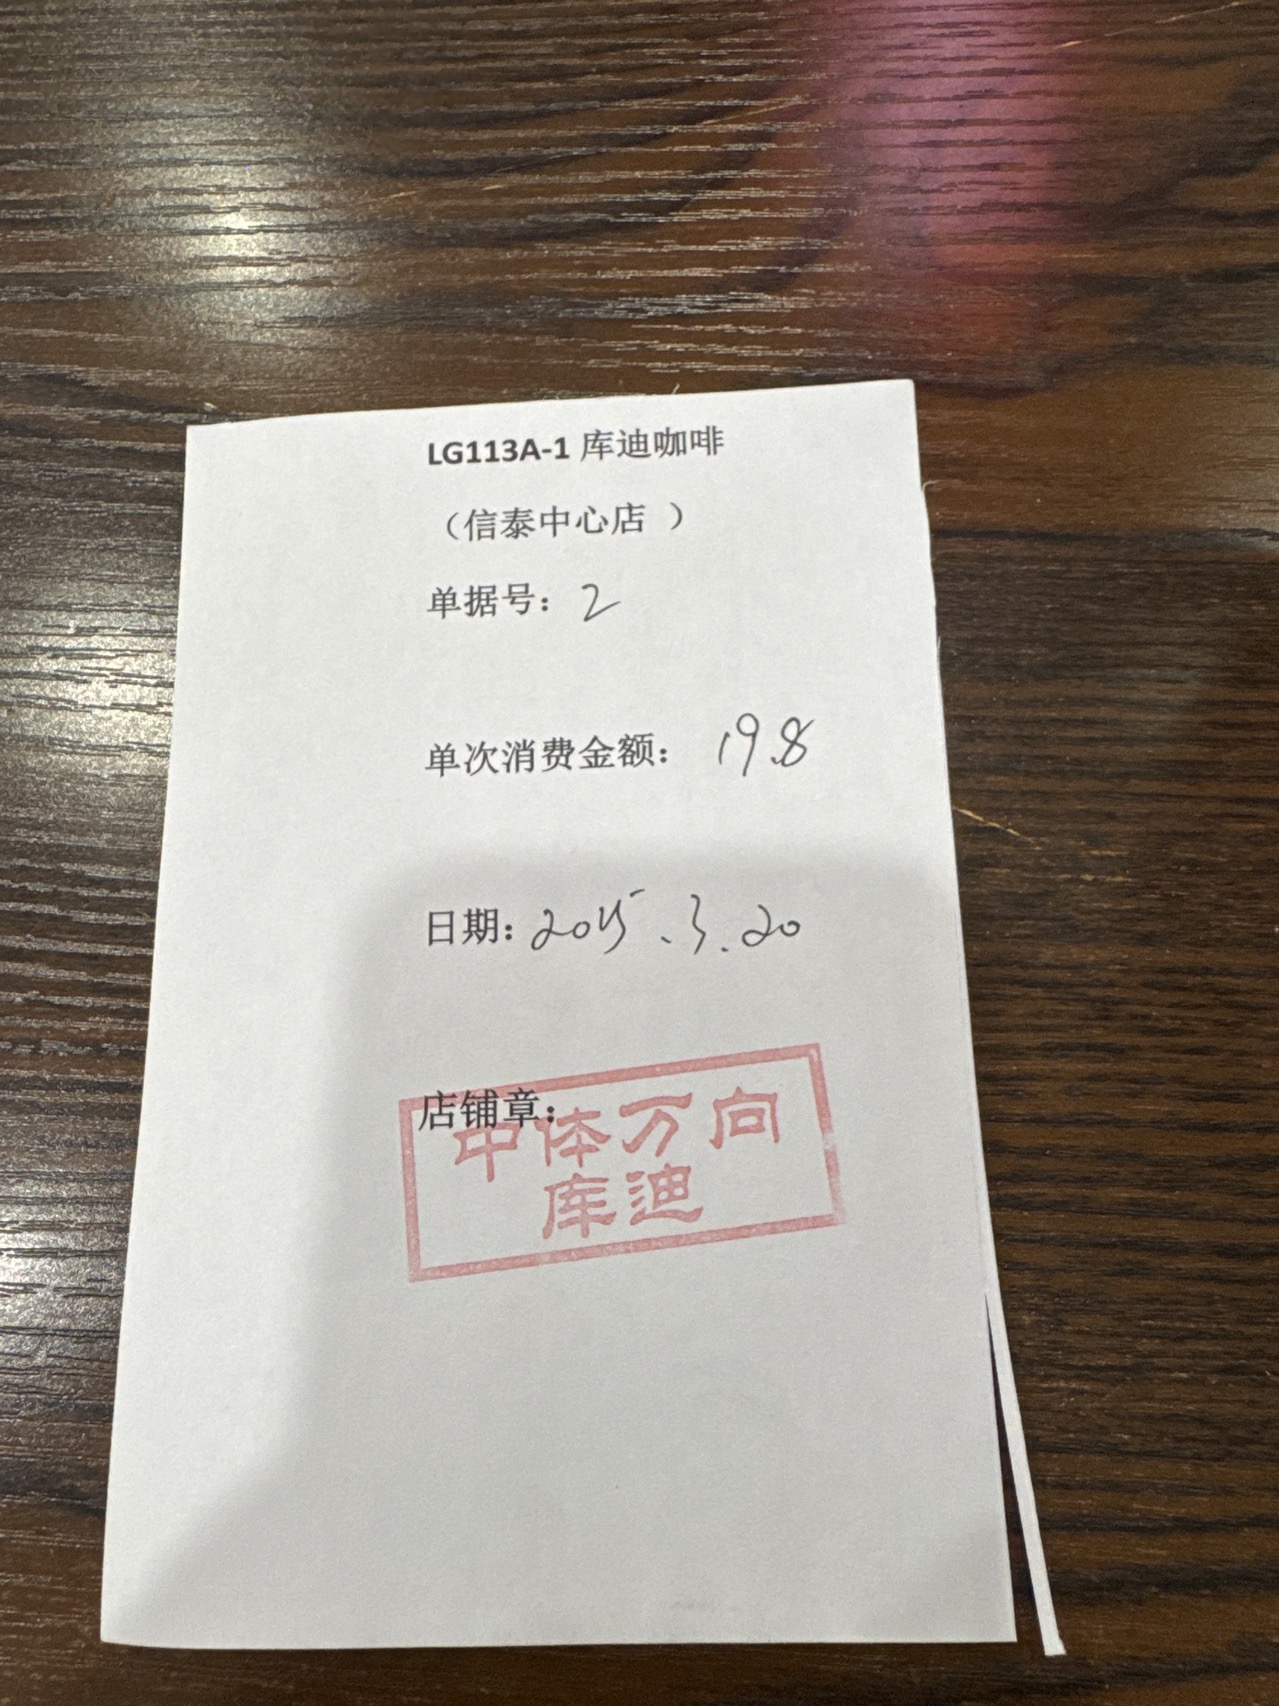 LG113A-1 库迪咖啡
（信泰中心店 ）
单据号：2
单次消费金额： 19.8
日期：2025.3.20
店铺章：
中体万向
库迪